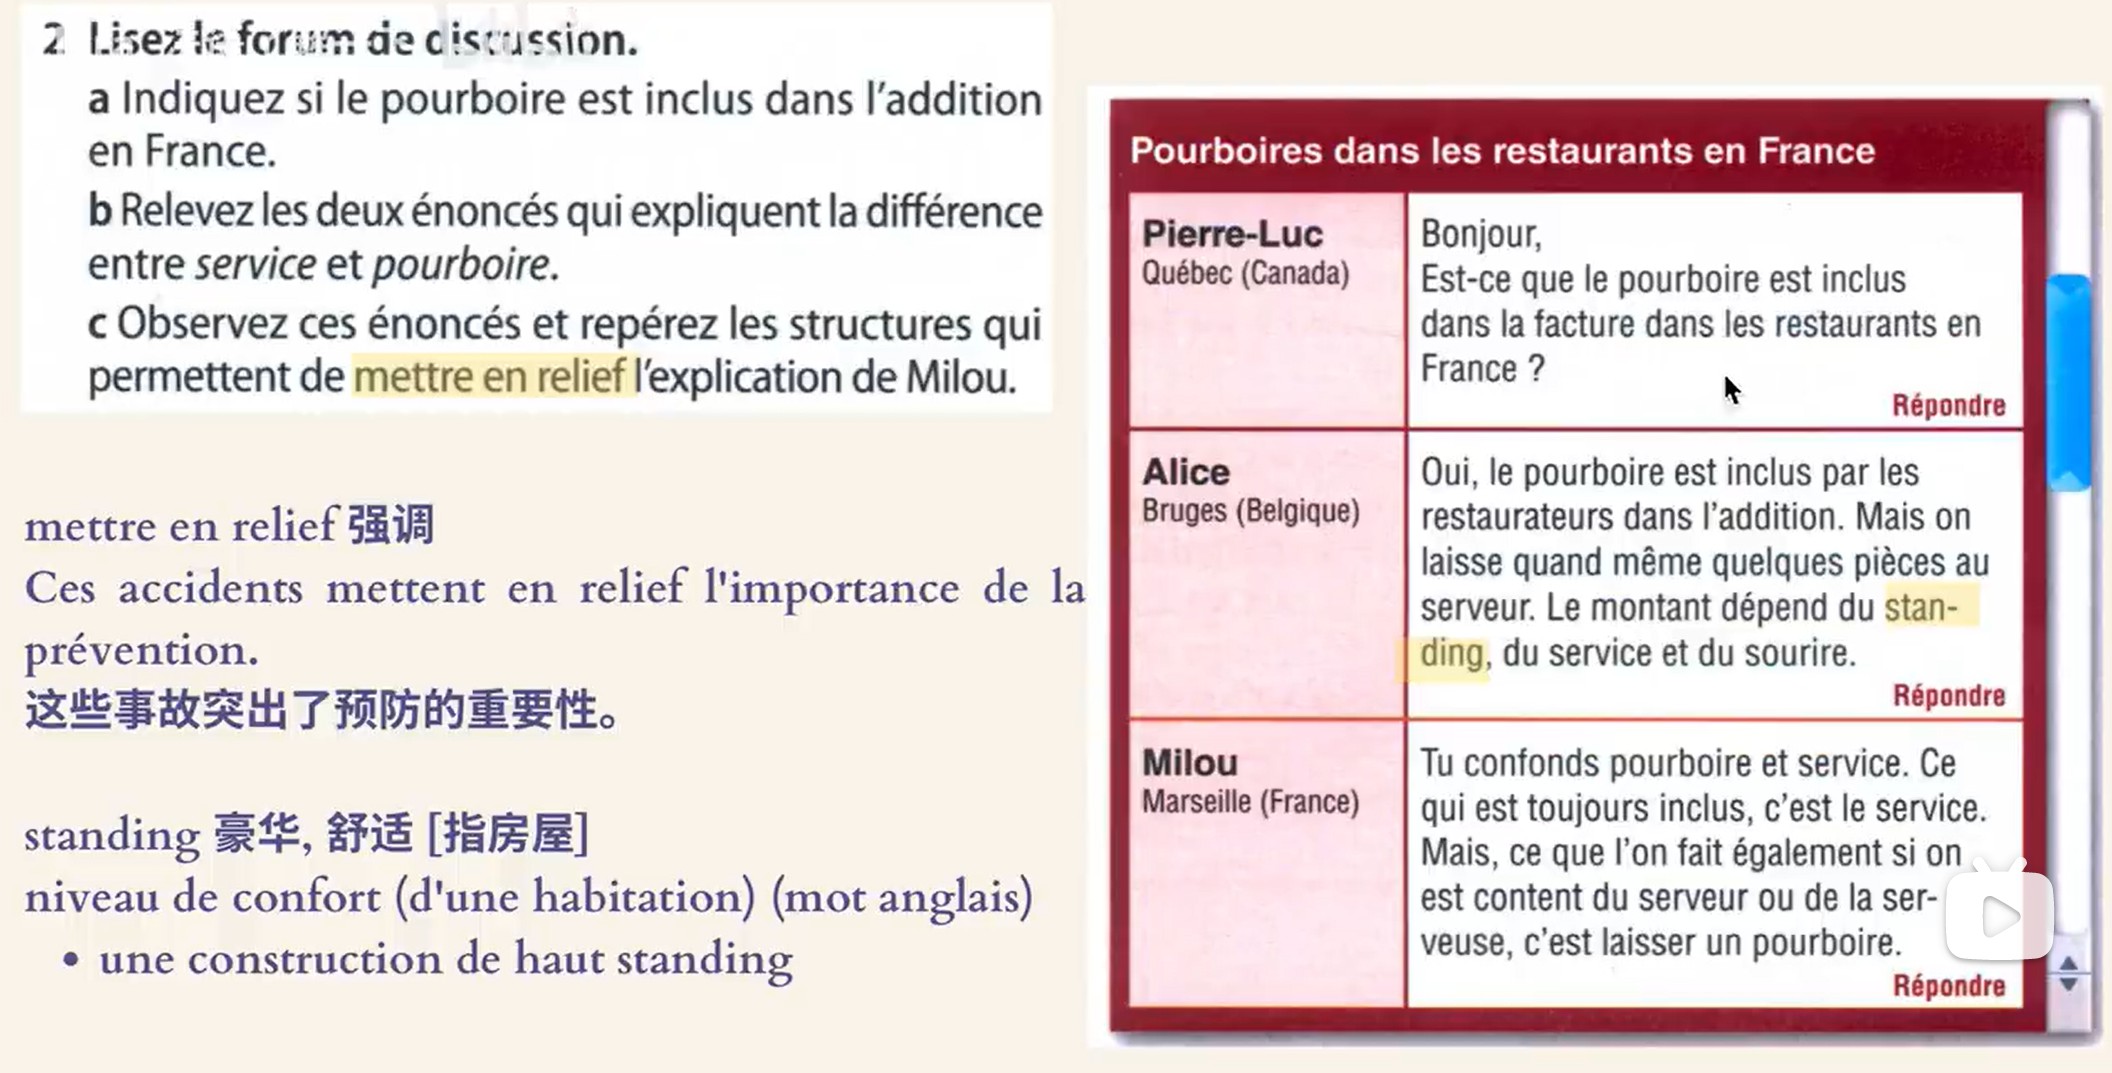 2 Lisez le forum de discussion.
a Indiquez si le pourboire est inclus dans l'addition
en France.
b Relevez les deux énoncés qui expliquent la différence
entre service et pourboire.
c Observez ces énoncés et repérez les structures qui
permettent de mettre en relief l'explication de Milou.
mettre en relief 强调
Ces accidents mettent en relief l'importance de la
prévention.
这些事故突出了预防的重要性。
standing 豪华, 舒适 [指房屋]
niveau de confort (d'une habitation) (mot anglais)
• une construction de haut standing
Pourboires dans les restaurants en France
Pierre-Luc
Québec (Canada)
Bonjour,
Est-ce que le pourboire est inclus
dans la facture dans les restaurants en
France ?
Répondre
Alice
Bruges (Belgique)
Oui, le pourboire est inclus par les
restaurateurs dans l'addition. Mais on
laisse quand même quelques pièces au
serveur. Le montant dépend du stan-
ding, du service et du sourire.
Répondre
Milou
Marseille (France)
Tu confonds pourboire et service. Ce
qui est toujours inclus, c'est le service.
Mais, ce que l'on fait également si on
est content du serveur ou de la ser-
veuse, c'est laisser un pourboire.
Répondre